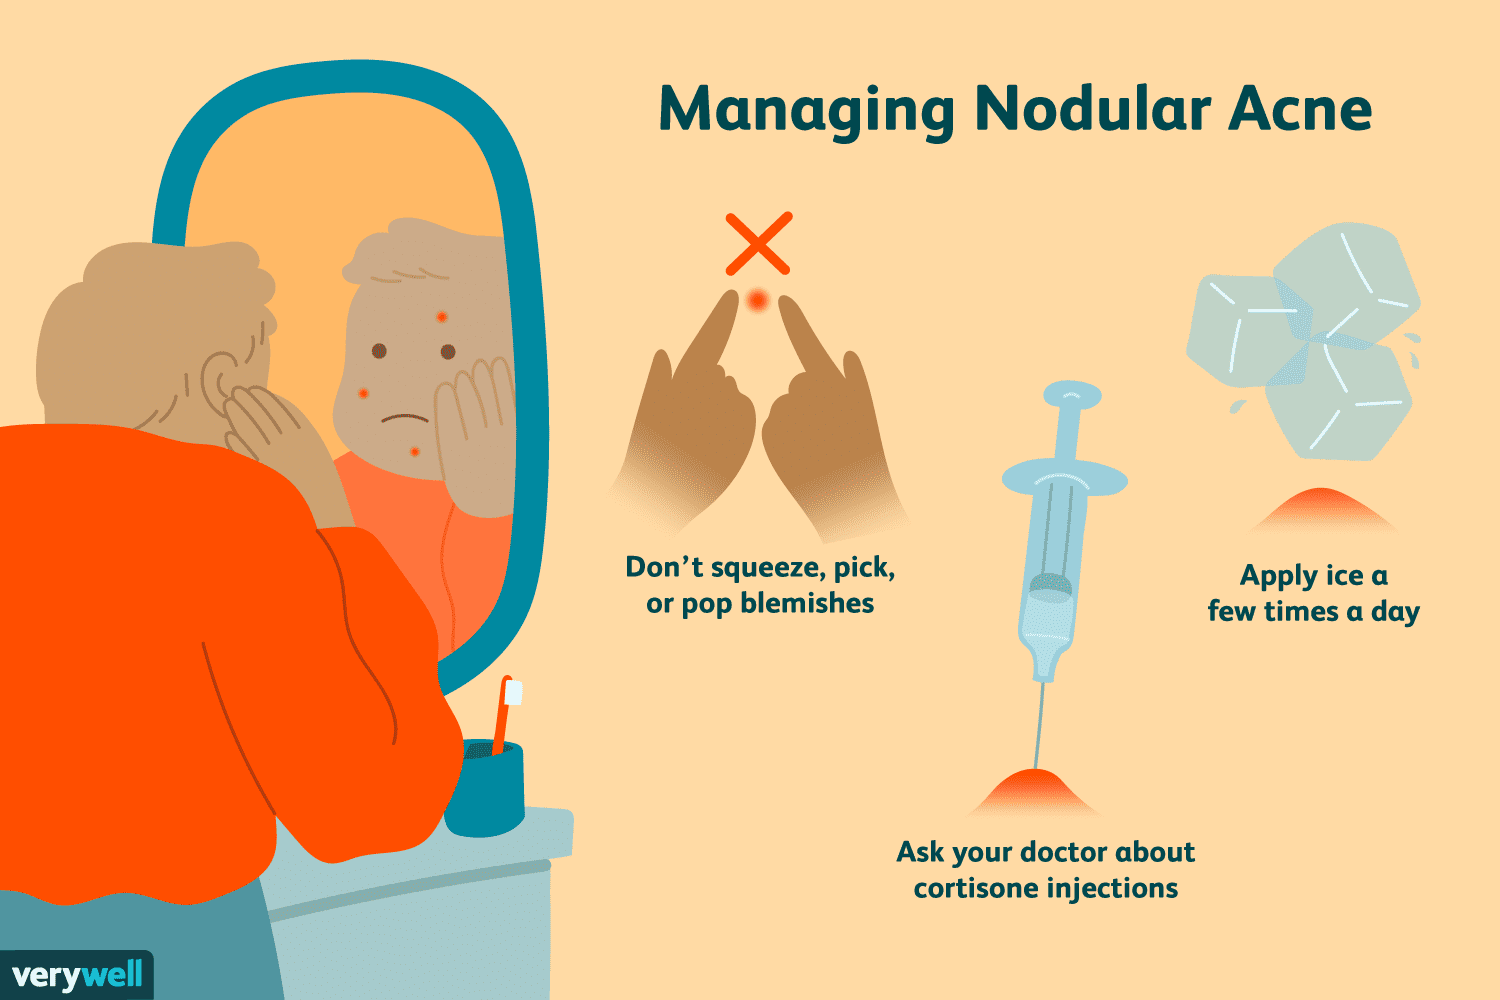 Managing Nodular Acne
Don’t squeeze, pick,
or pop blemishes
Apply ice a
few times a day
Ask your doctor about
cortisone injections
verywell